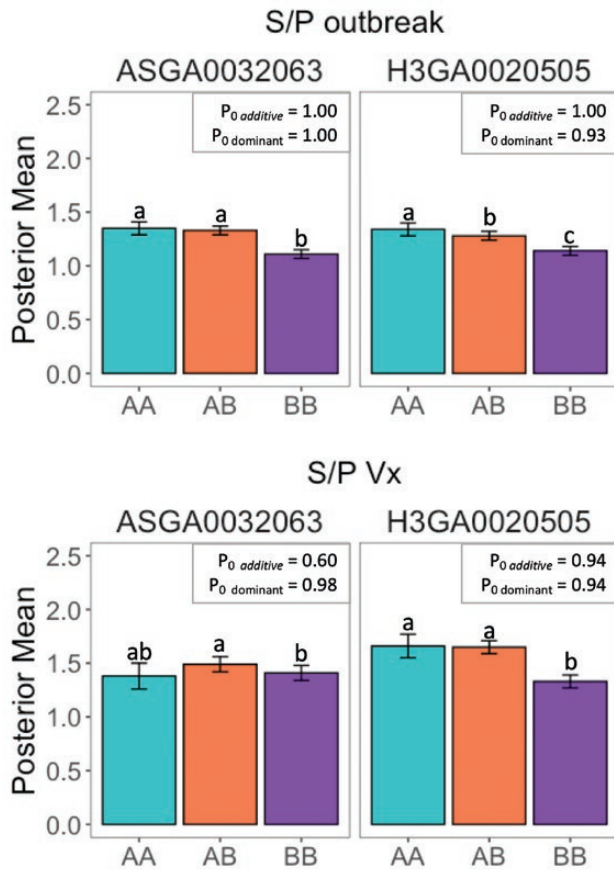 S/P outbreak
ASGA0032063
H3GA0020505
P0 additive = 1.00
P0 dominant = 1.00
P0 additive = 1.00
P0 dominant = 0.93
Posterior Mean
2.5
2.0
1.5
1.0
0.5
0.0
a
a
b
a
b
c
AA
AB
BB
AA
AB
BB
S/P Vx
ASGA0032063
H3GA0020505
P0 additive = 0.60
P0 dominant = 0.98
P0 additive = 0.94
P0 dominant = 0.94
Posterior Mean
2.5
2.0
1.5
1.0
0.5
0.0
ab
a
b
a
a
b
AA
AB
BB
AA
AB
BB